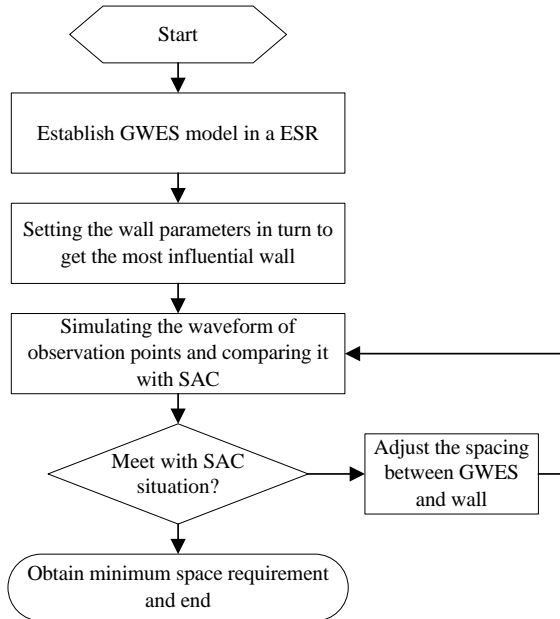 Start
Establish GWES model in a ESR
Setting the wall parameters in turn to
get the most influential wall
Simulating the waveform of
observation points and comparing it
with SAC
Meet with SAC
situation?
Adjust the spacing
between GWES
and wall
Obtain minimum space requirement
and end